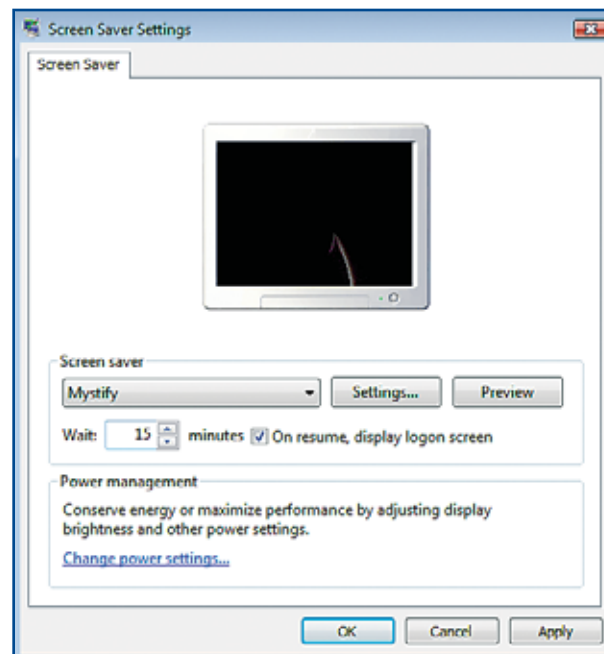 Screen Saver Settings
Screen Saver
Screen saver
Mystify
Settings...
Preview
Wait: 15 minutes On resume, display logon screen
Power management
Conserve energy or maximize performance by adjusting display
brightness and other power settings.
Change power settings...
OK Cancel Apply